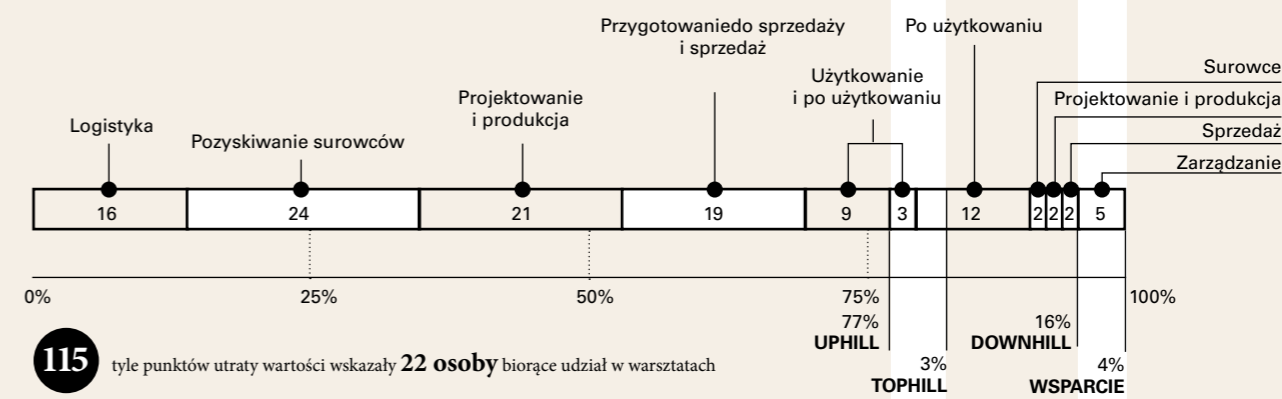 Przygotowaniedo sprzedaży
i sprzedaż
Po użytkowaniu
Użytkowanie
i po użytkowaniu
Surowce
Projektowanie i produkcja
Sprzedaż
Zarządzanie
Projektowanie
i produkcja
Logistyka
Pozyskiwanie surowców
16 24 21 19 9 3 12 2 2 2 5
0% 25% 50% 75% 100%
77%
UPHILL
16%
DOWNHILL
3%
TOPHILL
4%
WSPARCIE
115 tyle punktów utraty wartości wskazały 22 osoby biorące udział w warsztatach